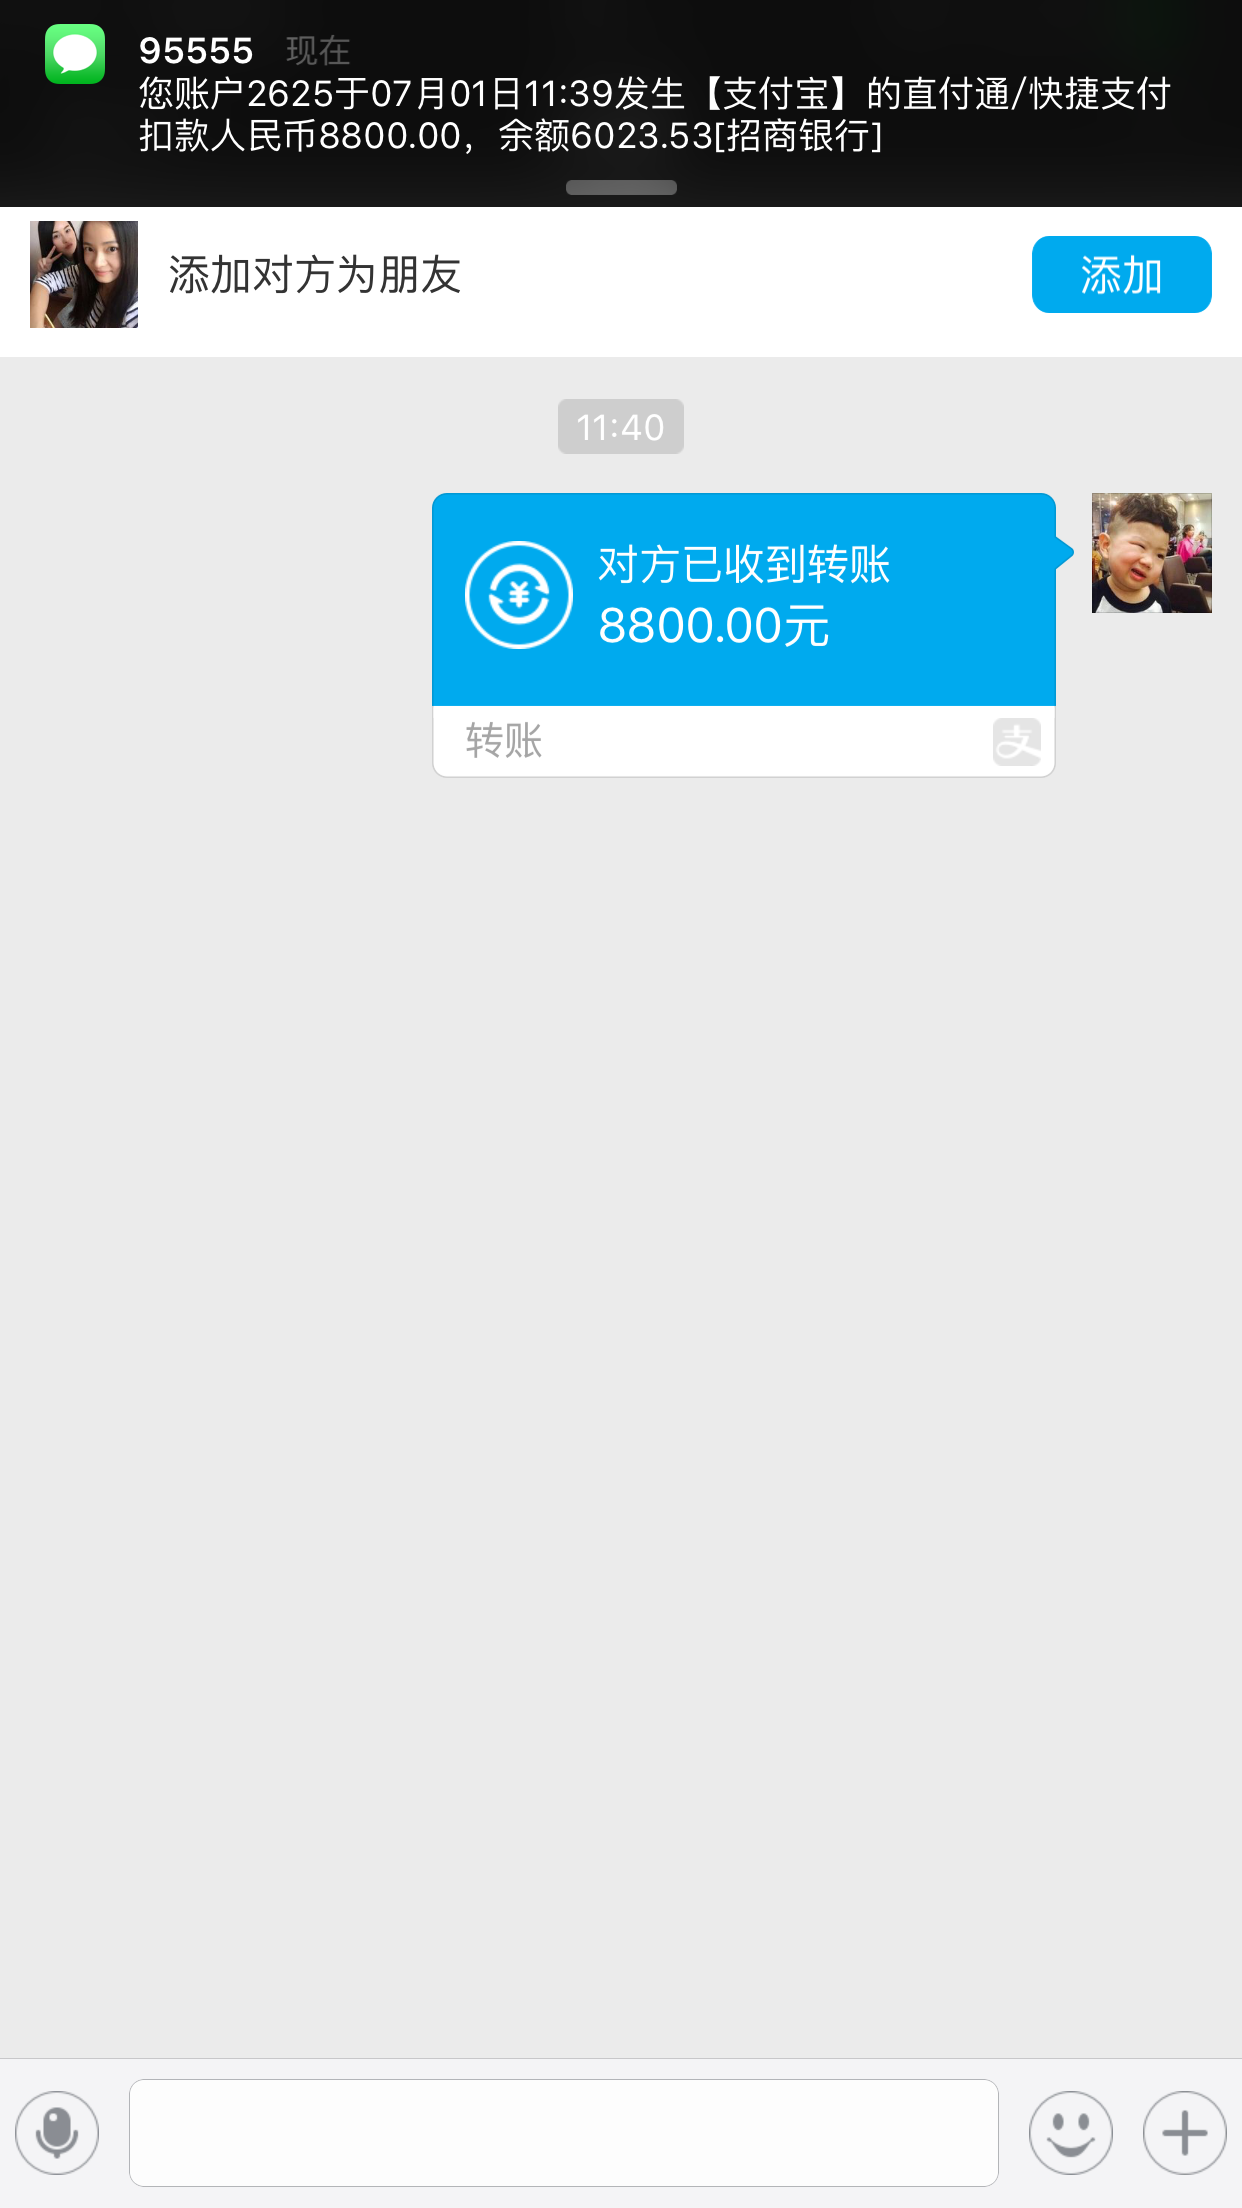 95555 现在
您账户2625于07月01日11:39发生【支付宝】的直付通/快捷支付
扣款人民币8800.00，余额6023.53[招商银行]
添加对方为朋友
添加
11:40
对方已收到转账
8800.00元
转账
支